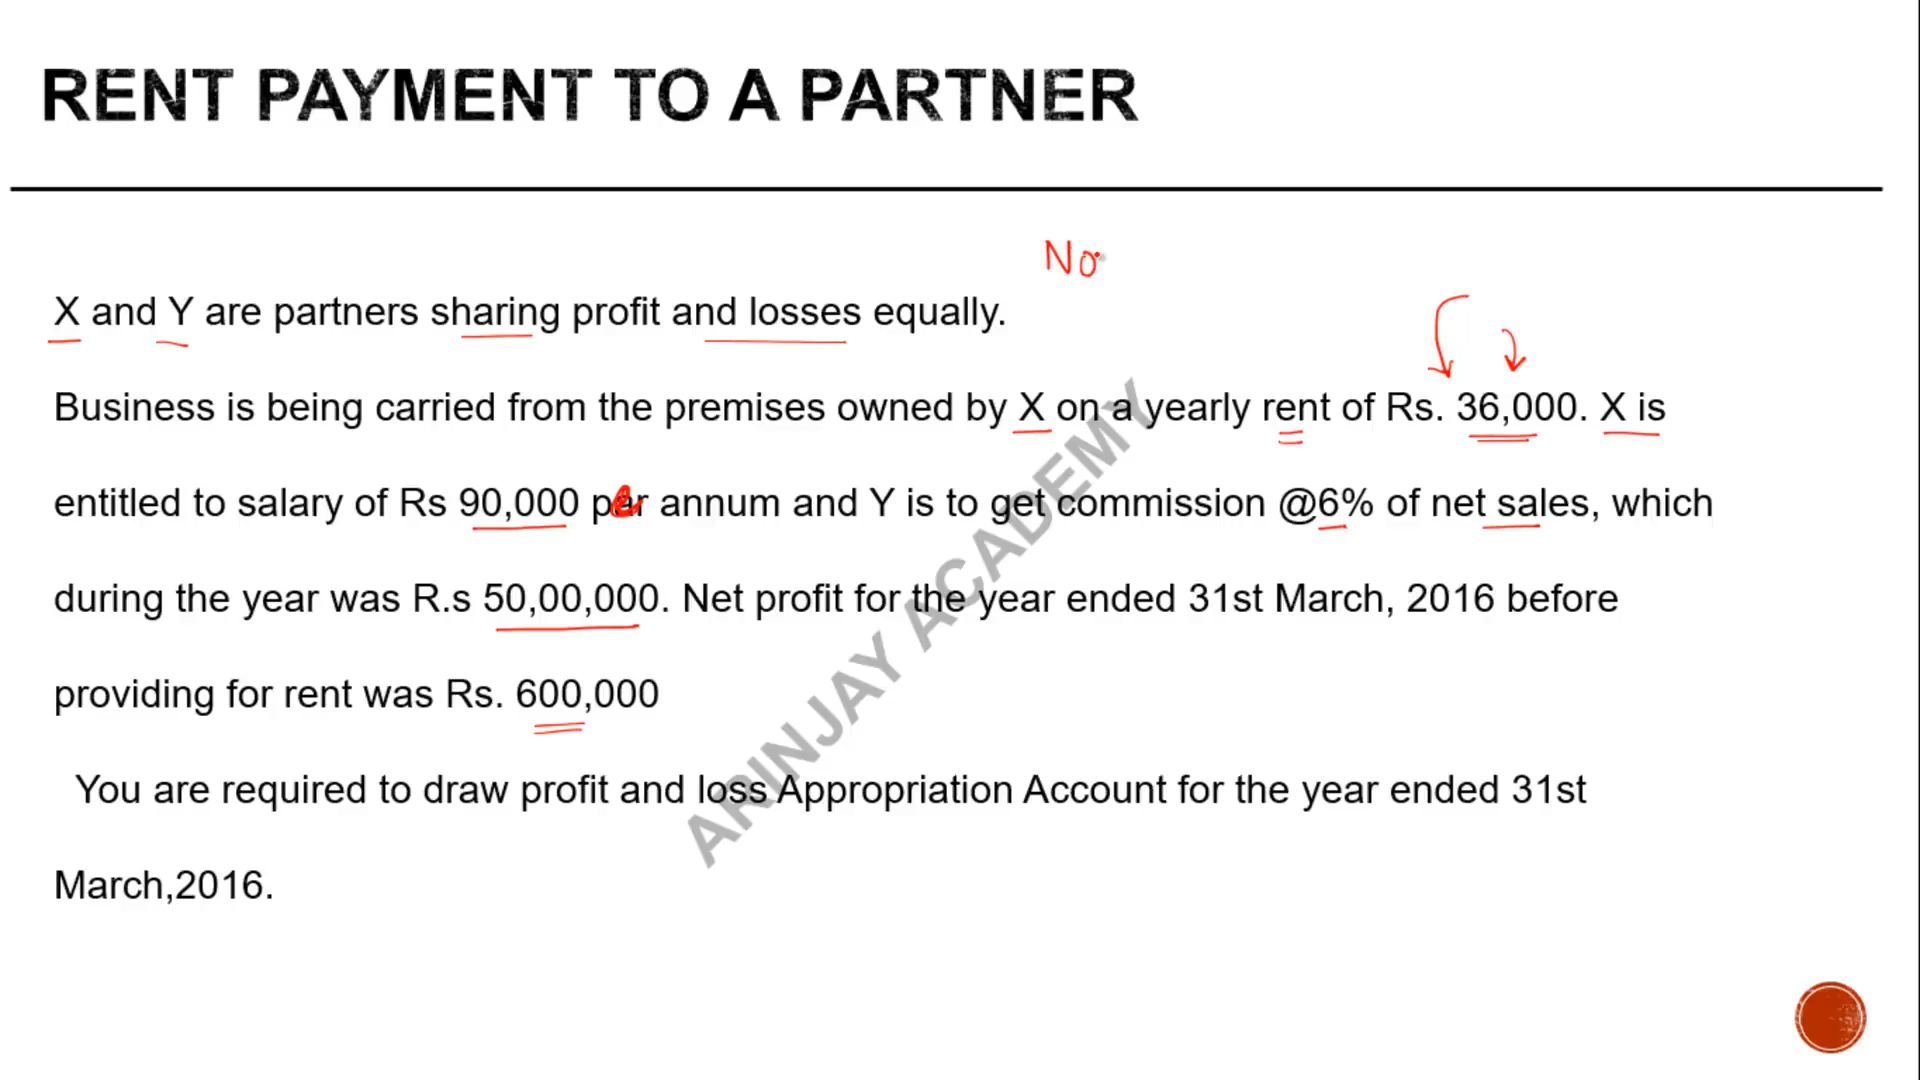 RENT PAYMENT TO A PARTNER
No
X and Y are partners sharing profit and losses equally.
Business is being carried from the premises owned by X on a yearly rent of Rs. 36,000. X is
entitled to salary of Rs 90,000 per annum and Y is to get commission @6% of net sales, which
during the year was R.s 50,00,000. Net profit for the year ended 31st March, 2016 before
providing for rent was Rs. 600,000
You are required to draw profit and loss Appropriation Account for the year ended 31st
March,2016.
ARINJAY ACADEMY